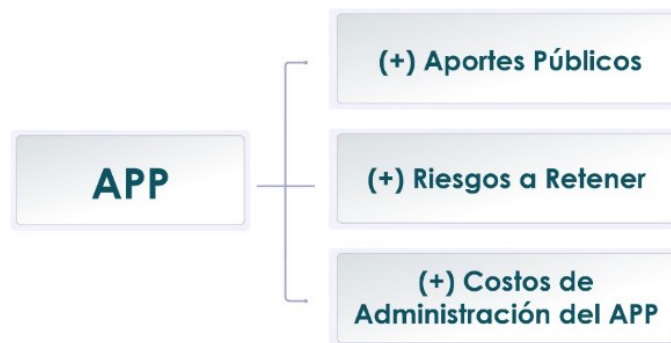 APP
(+) Aportes Públicos
(+) Riesgos a Retener
(+) Costos de
Administración del APP